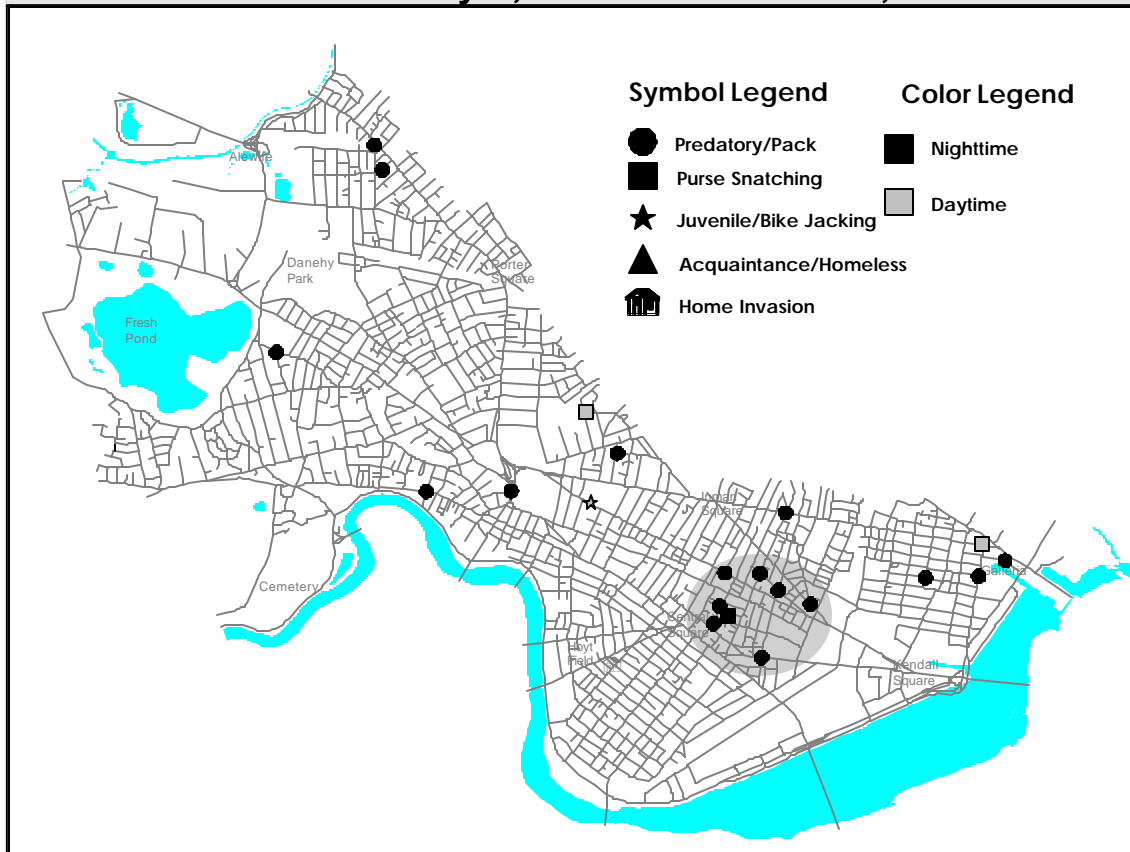 Symbol Legend
Color Legend
Predatory/Pack
Nighttime
Purse Snatching
Daytime
Juvenile/Bike Jacking
Acquaintance/Homeless
Home Invasion
Alewife
Danehy
Park
Porter
Square
Fresh
Pond
Inman
Square
Galleria
Cemetery
Central
Square
Hoyt
Field
Kendall
Square